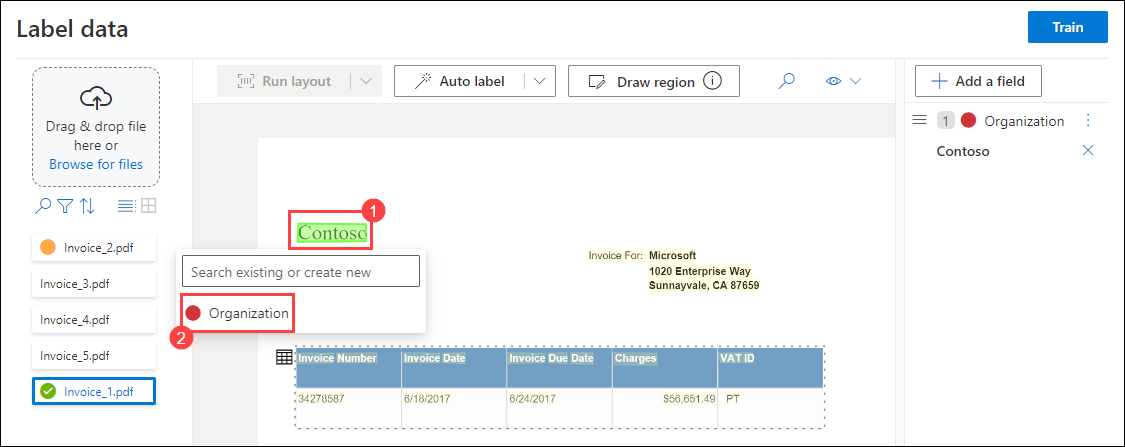 Label data
Train
Drag & drop file
here or
Browse for files
Run layout
Auto label
Draw region
Add a field
1 Organization
Contoso
Invoice_2.pdf
Invoice_3.pdf
Invoice_4.pdf
Invoice_5.pdf
Invoice_1.pdf
1
Contoso
Search existing or create new
Organization
2
Invoice For: Microsoft
1020 Enterprise Way
Sunnayvale, CA 87659
Invoice Number Invoice Date Invoice Due Date Charges VAT ID
34278587 6/18/2017 6/24/2017 $56,651.49 PT